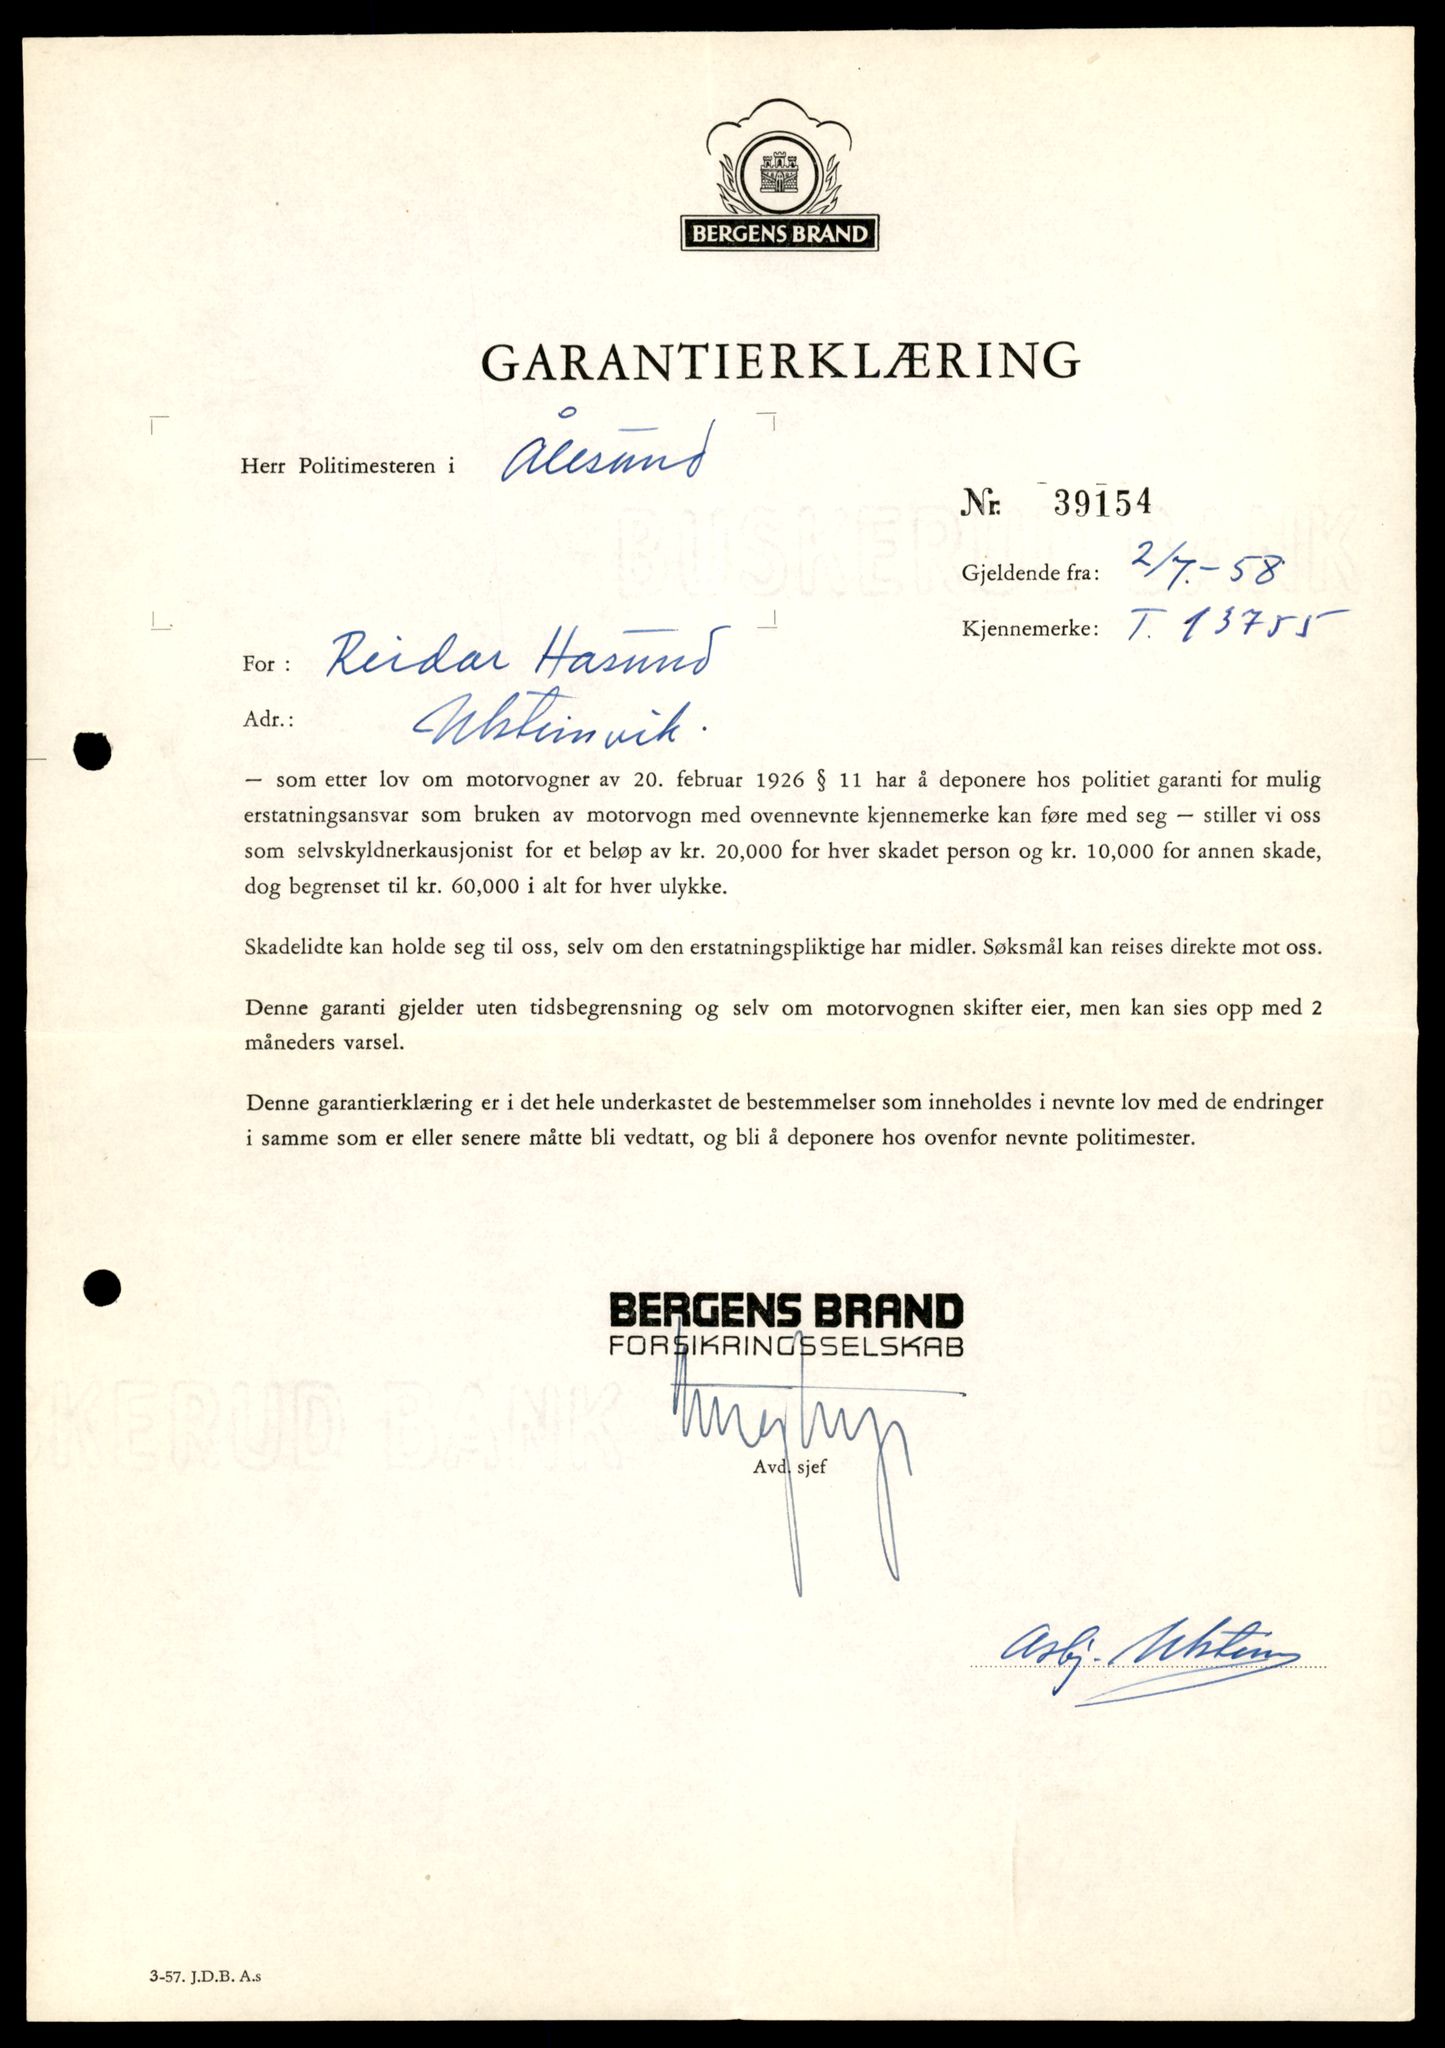 BERGENS BRAND
GARANTIERKLÆRING
Herr Politimesteren i Ålesund
Nr. 39154
Gjeldende fra: 2/7.-58
Kjennemerke: T. 13755
For : Reidar Hasund
Adr.: Ulsteinvik.
— som etter lov om motorvogner av 20. februar 1926 § 11 har å deponere hos politiet garanti for mulig
erstatningsansvar som bruken av motorvogn med ovennevnte kjennemerke kan føre med seg — stiller vi oss
som selvskyldnerkausjonist for et beløp av kr. 20,000 for hver skadet person og kr. 10,000 for annen skade,
dog begrenset til kr. 60,000 i alt for hver ulykke.
Skadelidte kan holde seg til oss, selv om den erstatningspliktige har midler. Søksmål kan reises direkte mot oss.
Denne garanti gjelder uten tidsbegrensning og selv om motorvognen skifter eier, men kan sies opp med 2
måneders varsel.
Denne garantierklæring er i det hele underkastet de bestemmelser som inneholdes i nevnte lov med de endringer
i samme som er eller senere måtte bli vedtatt, og bli å deponere hos ovenfor nevnte politimester.
BERGENS BRAND
FORSIKRINGSSELSKAB
Avd. sjef
Asbj. Ulstein
3-57. J.D.B. A.s